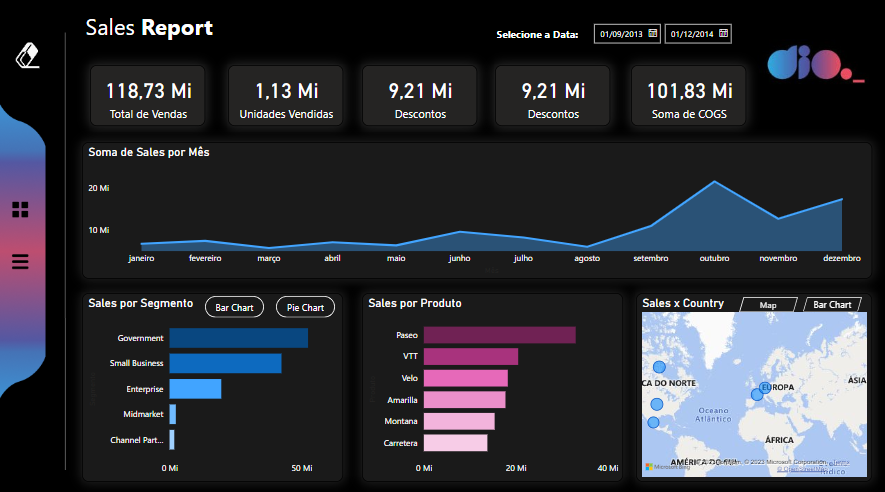 Sales Report
Selecione a Data:
01/09/2013
01/12/2014
dio_
118,73 Mi
Total de Vendas
1,13 Mi
Unidades Vendidas
9,21 Mi
Descontos
9,21 Mi
Descontos
101,83 Mi
Soma de COGS
Soma de Sales por Mês
20 Mi
10 Mi
janeiro fevereiro março abril maio junho julho agosto setembro outubro novembro dezembro
Sales por Segmento
Bar Chart
Pie Chart
Government
Small Business
Enterprise
Midmarket
Channel Part...
0 Mi 50 Mi
Sales por Produto
Paseo
VTT
Velo
Amarilla
Montana
Carretera
0 Mi 20 Mi 40 Mi
Sales x Country
Map
Bar Chart
CA DO NORTE
EUROPA
ÁSIA
Oceano
Atlântico
ÁFRICA
AMÉRICA DO
Microsoft Bing
© 2023 Microsoft Corporation
Terms
© OpenStreetMap
Índico